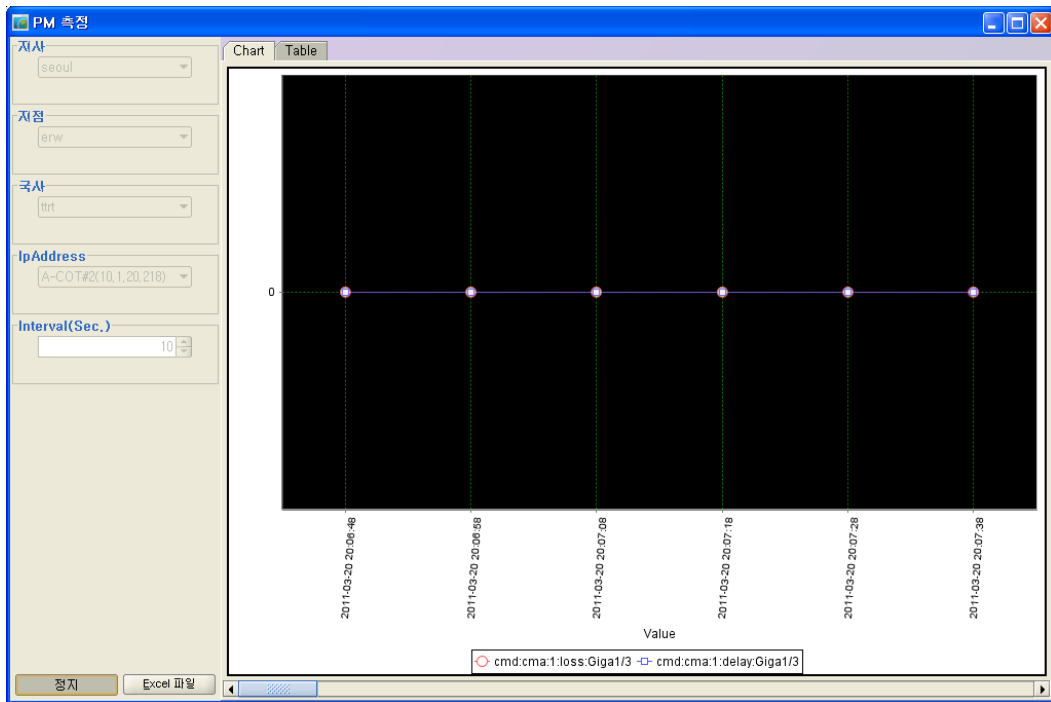 PM 측정
지사
seoul
지점
erw
국사
ttrt
IpAddress
A-COT#2(10,1,20,218)
Interval(Sec.)
10
정지
Excel 파일
Chart
Table
0
2011-03-20 20:06:48
2011-03-20 20:06:58
2011-03-20 20:07:08
2011-03-20 20:07:18
2011-03-20 20:07:28
2011-03-20 20:07:38
Value
cmd:cma:1:loss:Giga1/3 cmd:cma:1:delay:Giga1/3